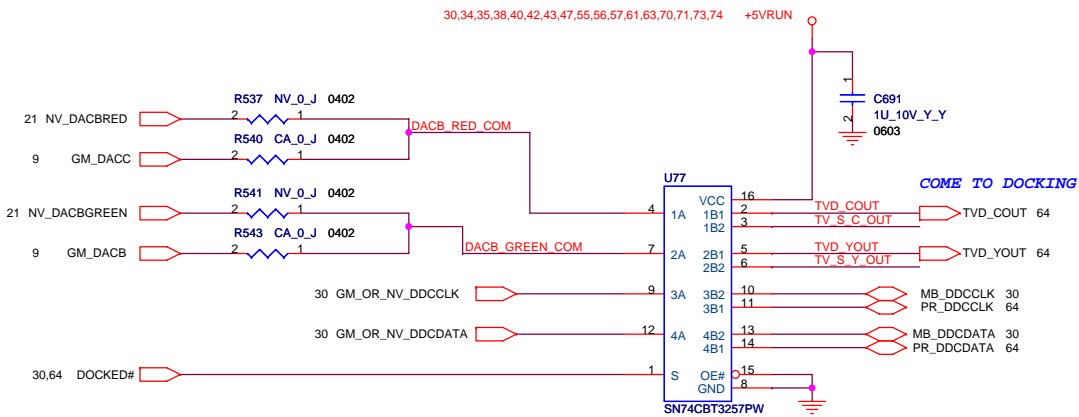 30,34,35,38,40,42,43,47,55,56,57,61,63,70,71,73,74 +5VRUN
R537 NV_0_J 0402
21 NV_DACBRED 2 1
DACB_RED_COM
R540 CA_0_J 0402
9 GM_DACC 2 1
1
2
C691
1U_10V_Y_Y
0603
R541 NV_0_J 0402
21 NV_DACBGREEN 2 1
R543 CA_0_J 0402
9 GM_DACB 2 1
DACB_GREEN_COM
U77
COME TO DOCKING
VCC 16
4 1A 1B1 2 TVD_COUT TVD_COUT 64
1B2 3 TV_S_C_OUT
7 2A 2B1 5 TVD_YOUT TVD_YOUT 64
2B2 6 TV_S_Y_OUT
30 GM_OR_NV_DDCCLK 9 3A 3B2 10 MB_DDCCLK 30
3B1 11 PR_DDCCLK 64
30 GM_OR_NV_DDCDATA 12 4A 4B2 13 MB_DDCDATA 30
4B1 14 PR_DDCDATA 64
30,64 DOCKED# 1 S OE# 15
GND 8
SN74CBT3257PW